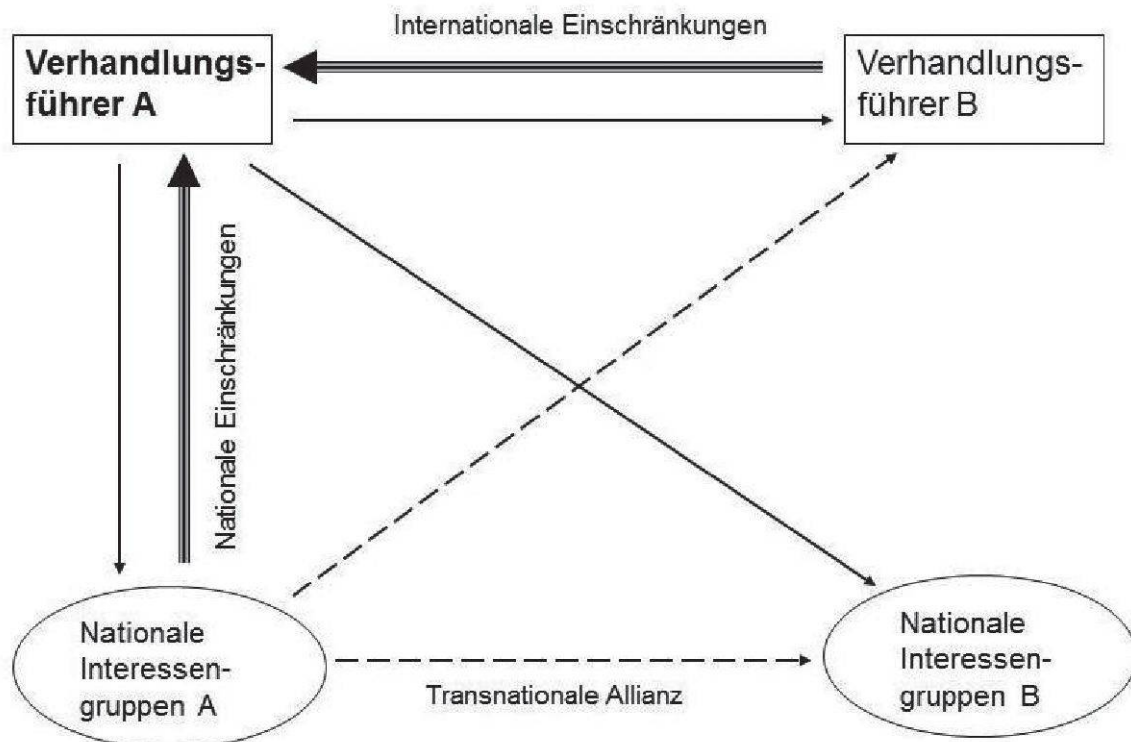 Internationale Einschränkungen
Verhandlungs-
führer A
Verhandlungs-
führer B
Nationale Einschränkungen
Nationale
Interessen-
gruppen A
Transnationale Allianz
Nationale
Interessen-
gruppen B